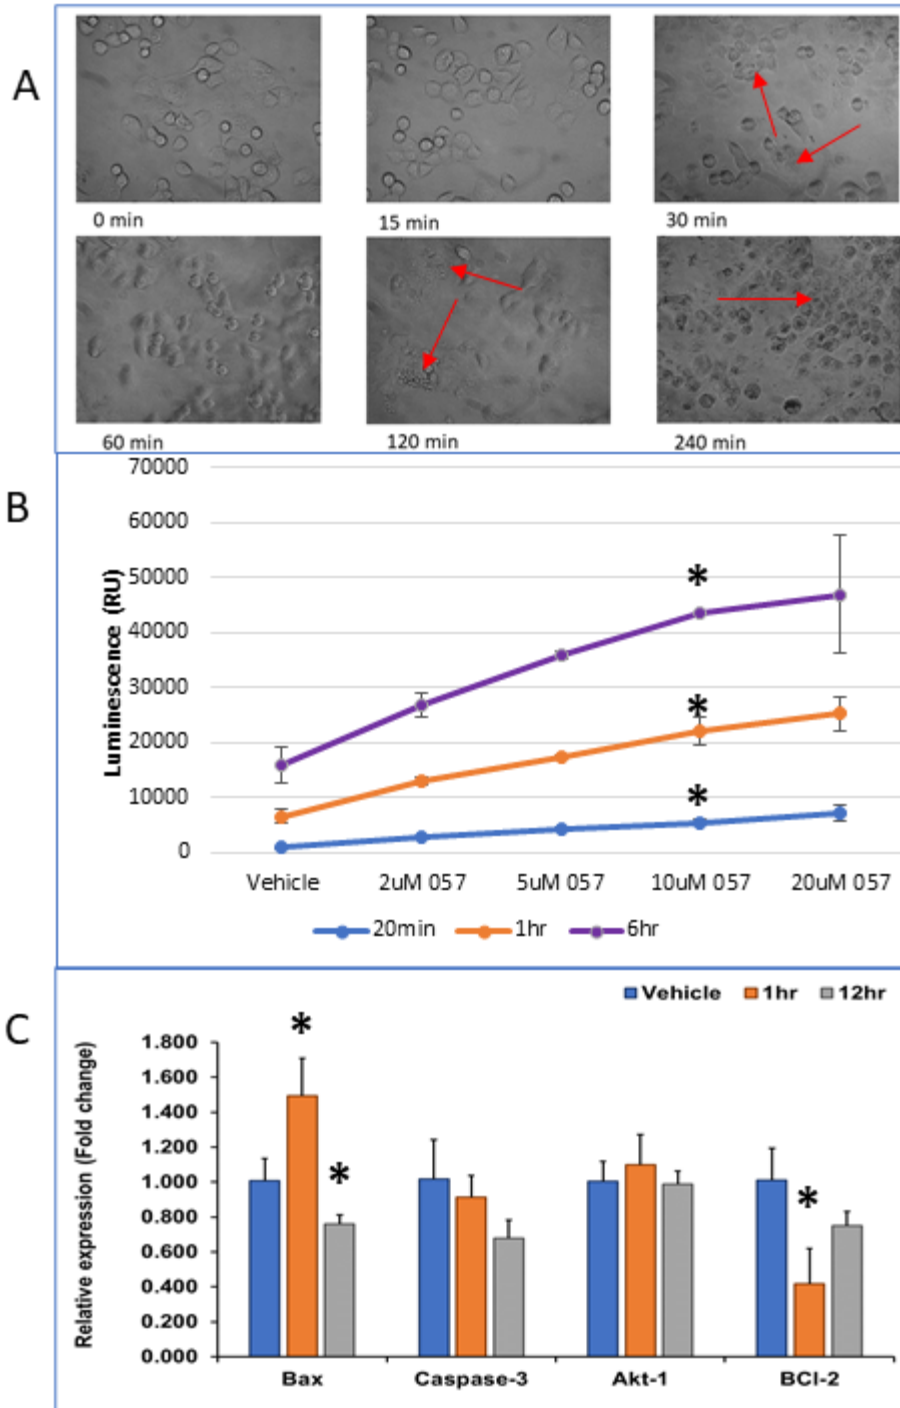 A
0 min
15 min
30 min
60 min
120 min
240 min
B
70000
60000
50000
40000
30000
20000
10000
0
Luminescence (RU)
*
*
*
Vehicle 2uM 057 5uM 057 10uM 057 20uM 057
20min 1hr 6hr
C
Vehicle 1hr 12hr
Relative expression (Fold change)
1.800
1.600
1.400
1.200
1.000
0.800
0.600
0.400
0.200
0.000
*
*
*
Bax Caspase-3 Akt-1 BCl-2